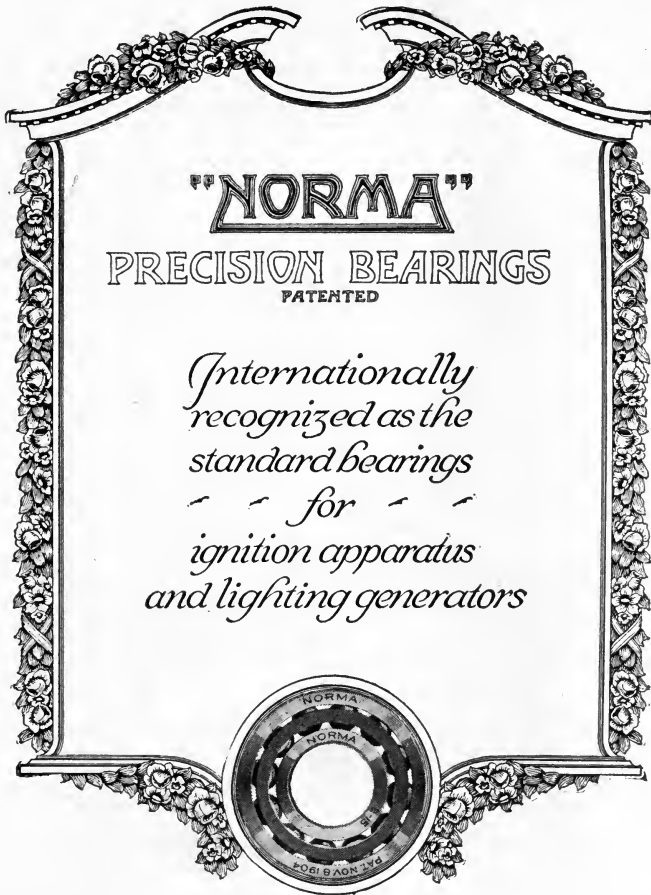 "NORMA"
PRECISION BEARINGS
PATENTED
Internationally
recognized as the
standard bearings
for
ignition apparatus
and lighting generators
NORMA
NORMA
PAT. NOV. 8 1904